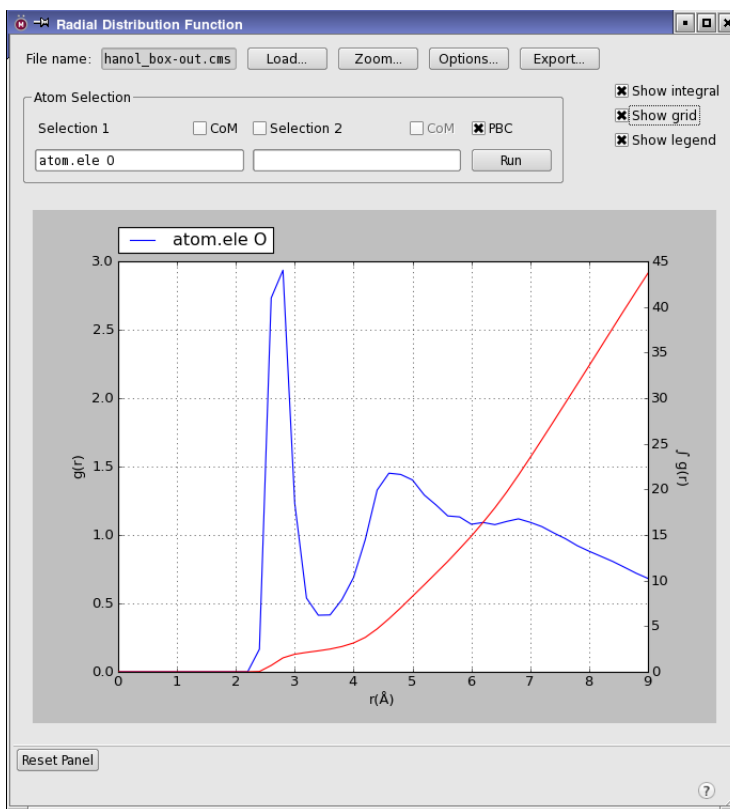 Radial Distribution Function
File name: hanol_box-out.cms Load... Zoom... Options... Export...
Atom Selection
Show integral
Show grid
Show legend
Selection 1 CoM Selection 2 CoM PBC
atom.ele O Run
atom.ele O
3.0
2.5
2.0
1.5
1.0
0.5
0.0
g(r)
45
40
35
30
25
20
15
10
5
0
∫ g(r)
0 1 2 3 4 5 6 7 8 9
r(Å)
Reset Panel
?